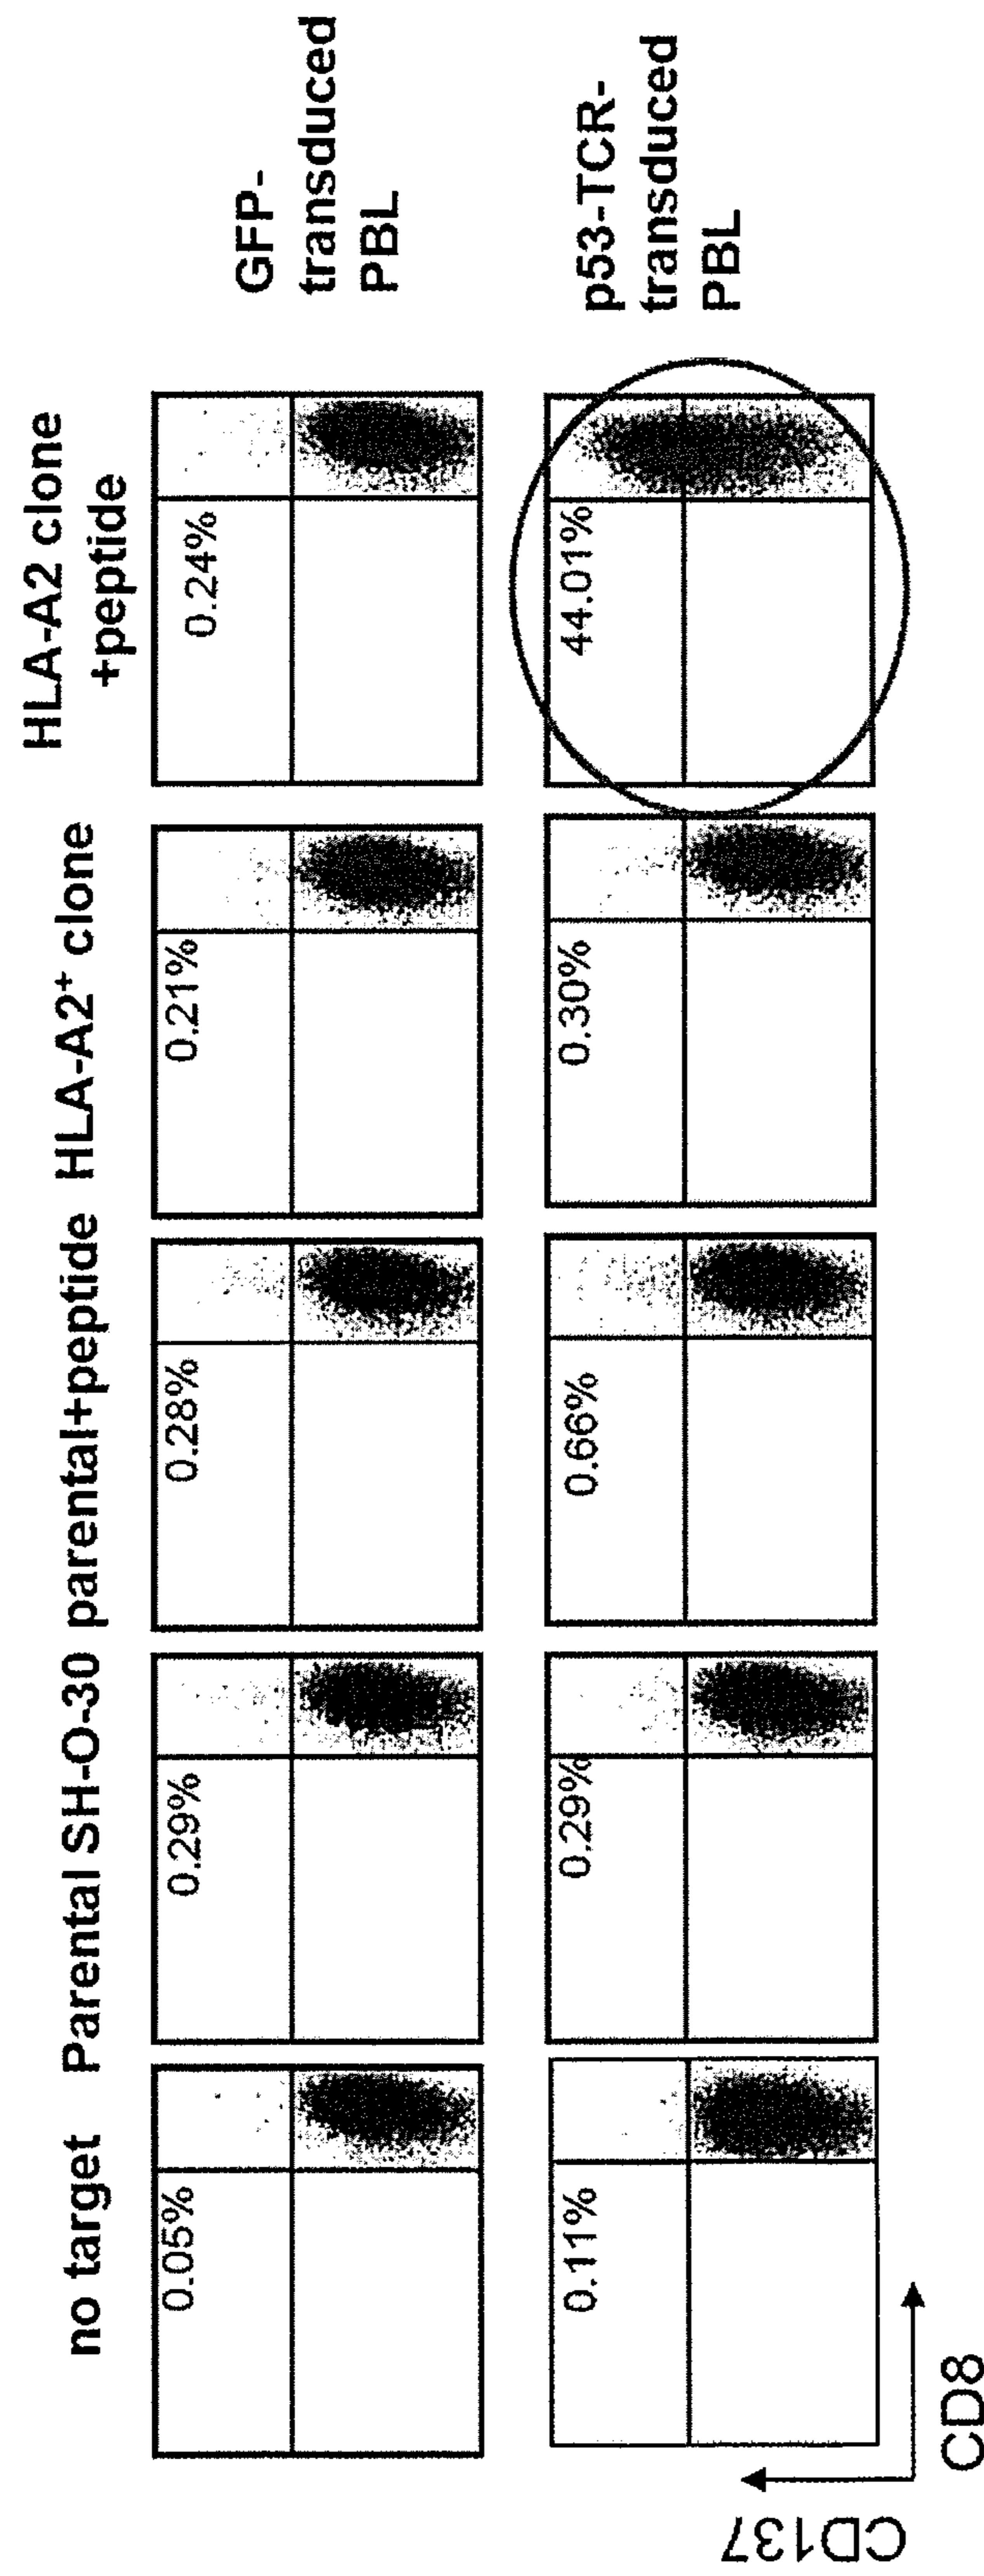 no target
Parental SH-O-30
parental+peptide
HLA-A2⁺ clone
HLA-A2 clone
+peptide
0.05%
0.29%
0.28%
0.21%
0.24%
GFP-
transduced
PBL
0.11%
0.29%
0.66%
0.30%
44.01%
p53-TCR-
transduced
PBL
CD137
CD8